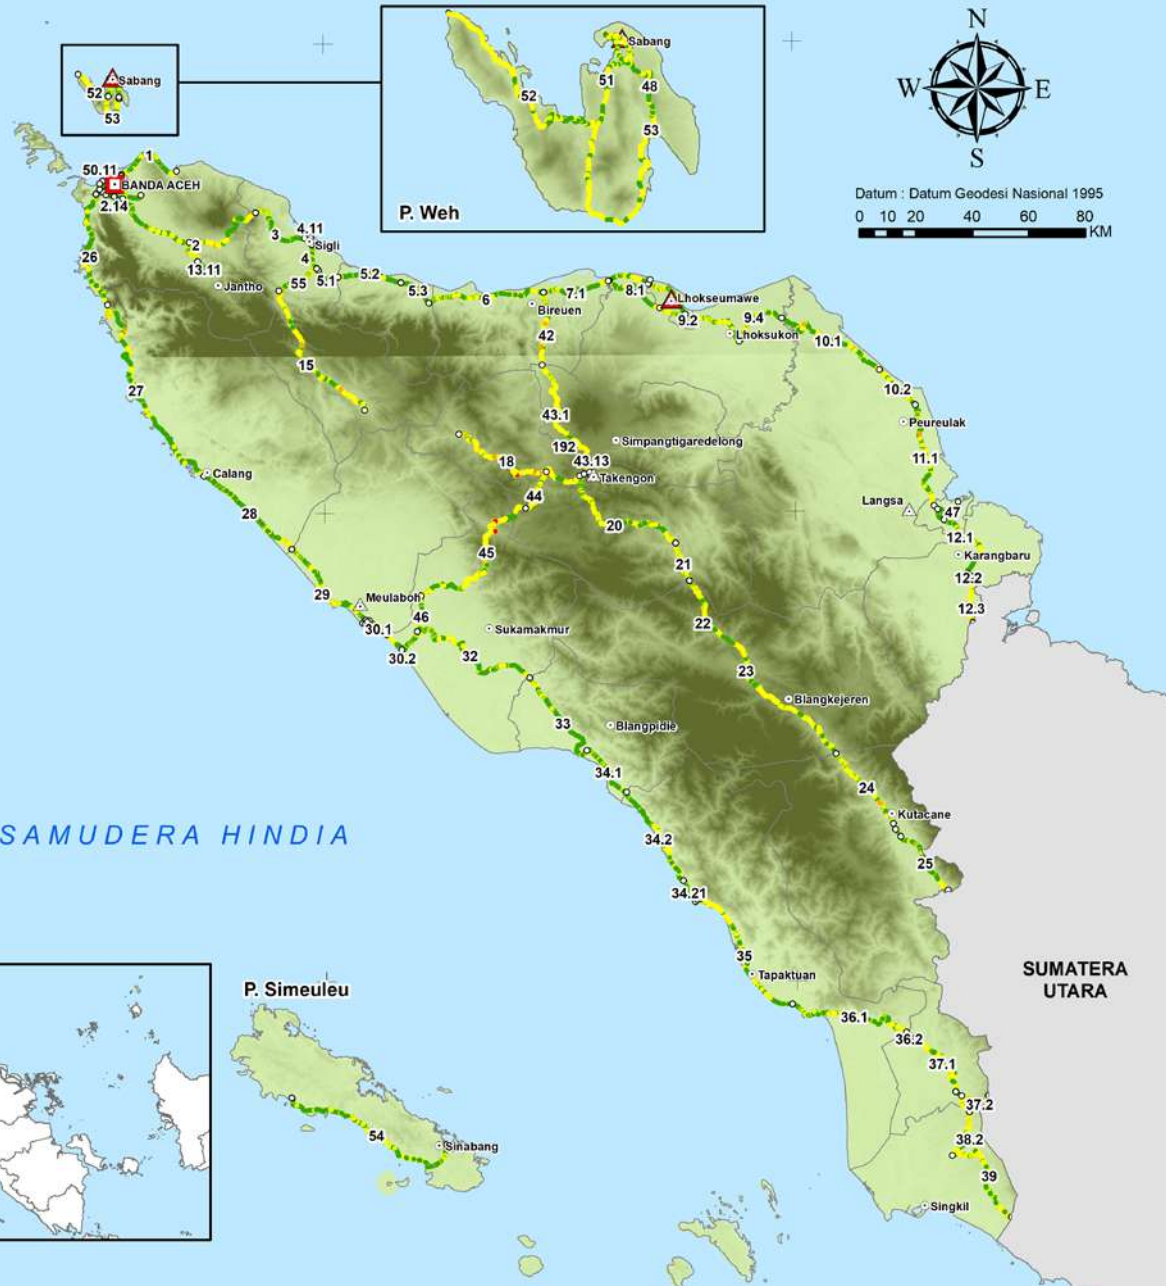 N
W
E
S
Datum : Datum Geodesi Nasional 1995
0 10 20 40 60 80
KM
Sabang
52
53
Sabang
51
48
52
53
P. Weh
1
50.11
BANDA ACEH
2.14
26
2
13.11
Jantho
3
4.11
Sigli
4
5.1
55
5.2
5.3
6
7.1
8.1
Lhokseumawe
9.2
9.4
Lhoksukon
10.1
Bireuen
42
15
27
10.2
Peureulak
43.1
192
43.13
Simpangtigaredelong
Takengon
11.1
18
44
Calang
28
20
Langsa
47
12.1
Karangbaru
45
21
12.2
12.3
29
Meulaboh
30.1
46
30.2
Sukamakmur
32
22
23
Blangkejeren
33
Blangpidie
34.1
24
Kutacane
25
SAMUDERA HINDIA
34.2
34.21
35
Tapaktuan
SUMATERA
UTARA
P. Simeuleu
36.1
36.2
37.1
37.2
38.2
39
54
Sinabang
Singkil